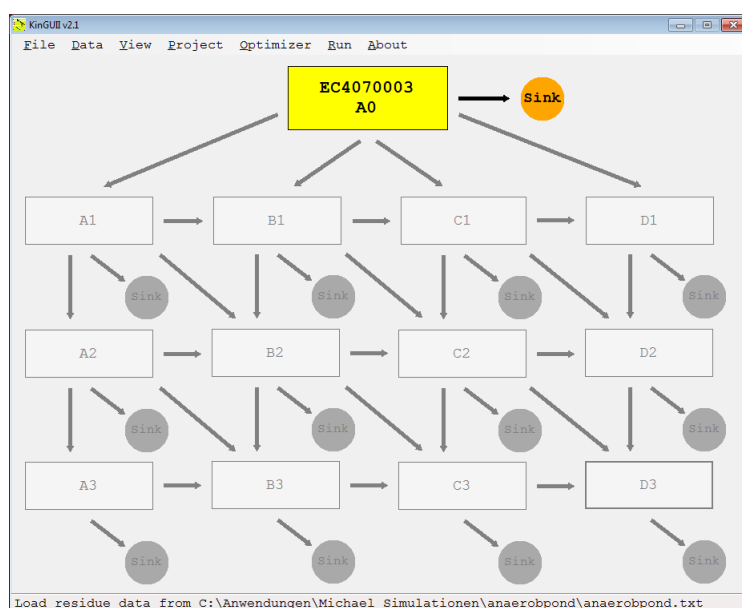 KinGUII v2.1
File Data View Project Optimizer Run About
EC4070003
A0
Sink
A1 B1 C1 D1
Sink Sink Sink Sink
A2 B2 C2 D2
Sink Sink Sink Sink
A3 B3 C3 D3
Sink Sink Sink Sink
Load residue data from C:\Anwendungen\Michael Simulationen\anaerobpond\anaerobpond.txt